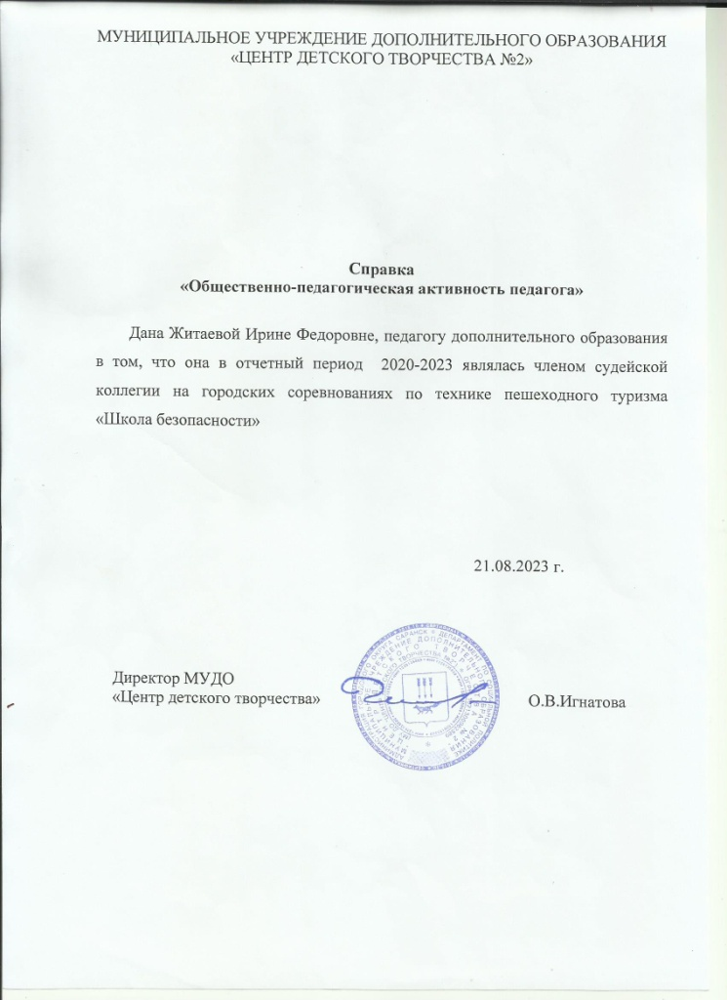 МУНИЦИПАЛЬНОЕ УЧРЕЖДЕНИЕ ДОПОЛНИТЕЛЬНОГО ОБРАЗОВАНИЯ
«ЦЕНТР ДЕТСКОГО ТВОРЧЕСТВА №2»
Справка
«Общественно-педагогическая активность педагога»
Дана Житаевой Ирине Федоровне, педагогу дополнительного образования
в том, что она в отчетный период 2020-2023 являлась членом судейской
коллегии на городских соревнованиях по технике пешеходного туризма
«Школа безопасности»
21.08.2023 г.
Директор МУДО
«Центр детского творчества»
О.В.Игнатова